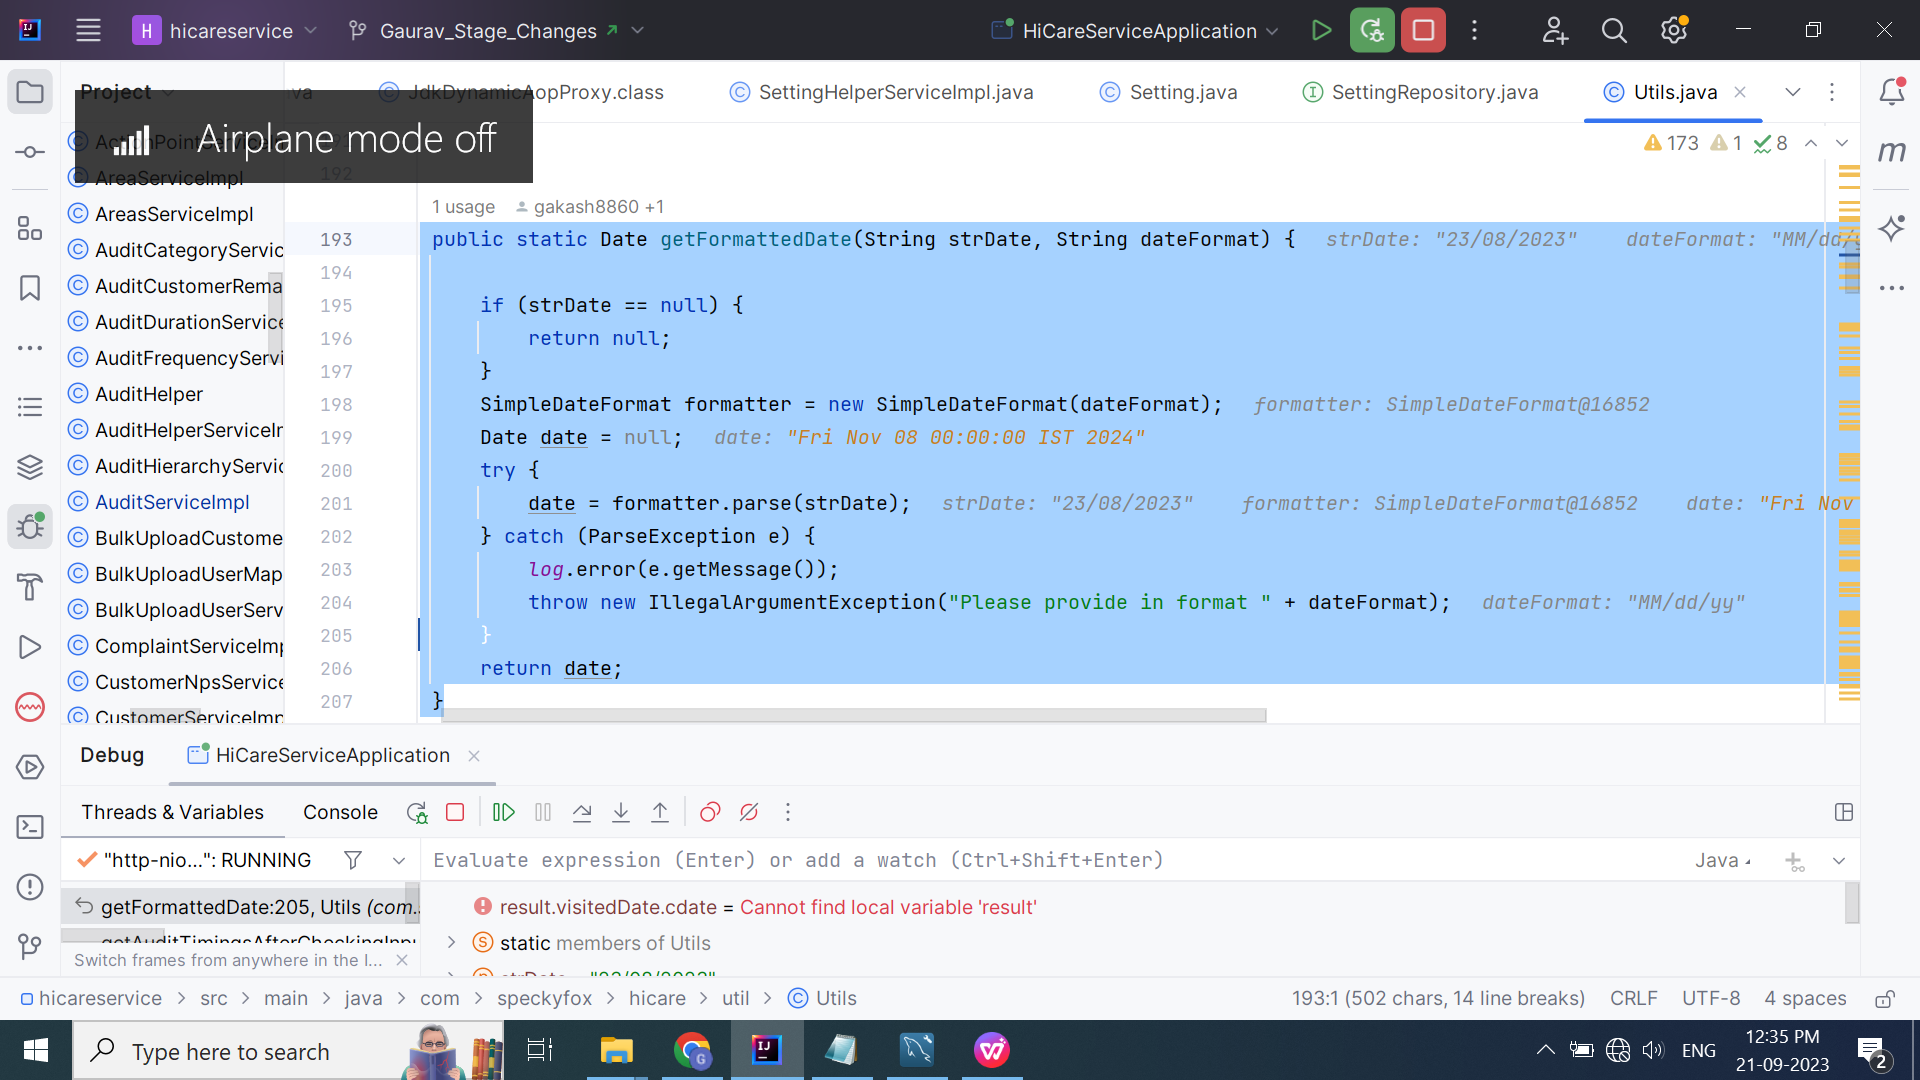 H hicareservice Gaurav_Stage_Changes HiCareServiceApplication
Project JdkDynamicAopProxy.class SettingHelperServiceImpl.java Setting.java SettingRepository.java Utils.java
Airplane mode off
173 1 8
AreaServiceImpl
192
AreasServiceImpl
AuditCategoryServic
AuditCustomerRema
AuditDurationService
AuditFrequencyServi
AuditHelper
AuditHelperServiceIr
AuditHierarchyServic
AuditServiceImpl
BulkUploadCustome
BulkUploadUserMap
BulkUploadUserServ
ComplaintServiceImp
CustomerNpsService
CustomerServiceImp
1 usage gakash8860 +1
193 public static Date getFormattedDate(String strDate, String dateFormat) { strDate: "23/08/2023" dateFormat: "MM/dd/y
194
195 if (strDate == null) {
196 return null;
197 }
198 SimpleDateFormat formatter = new SimpleDateFormat(dateFormat); formatter: SimpleDateFormat@16852
199 Date date = null; date: "Fri Nov 08 00:00:00 IST 2024"
200 try {
201 date = formatter.parse(strDate); strDate: "23/08/2023" formatter: SimpleDateFormat@16852 date: "Fri Nov
202 } catch (ParseException e) {
203 log.error(e.getMessage());
204 throw new IllegalArgumentException("Please provide in format " + dateFormat); dateFormat: "MM/dd/yy"
205 }
206 return date;
207 }
m
Debug HiCareServiceApplication
Threads & Variables Console
"http-nio...": RUNNING Evaluate expression (Enter) or add a watch (Ctrl+Shift+Enter) Java
getFormattedDate:205, Utils (com. result.visitedDate.cdate = Cannot find local variable 'result'
getAuditTimingsAfterCheckingInpu static members of Utils
Switch frames from anywhere in the I... strDate = "23/08/2023"
hicareservice > src > main > java > com > speckyfox > hicare > util > Utils 193:1 (502 chars, 14 line breaks) CRLF UTF-8 4 spaces
Type here to search ENG 12:35 PM
21-09-2023 2